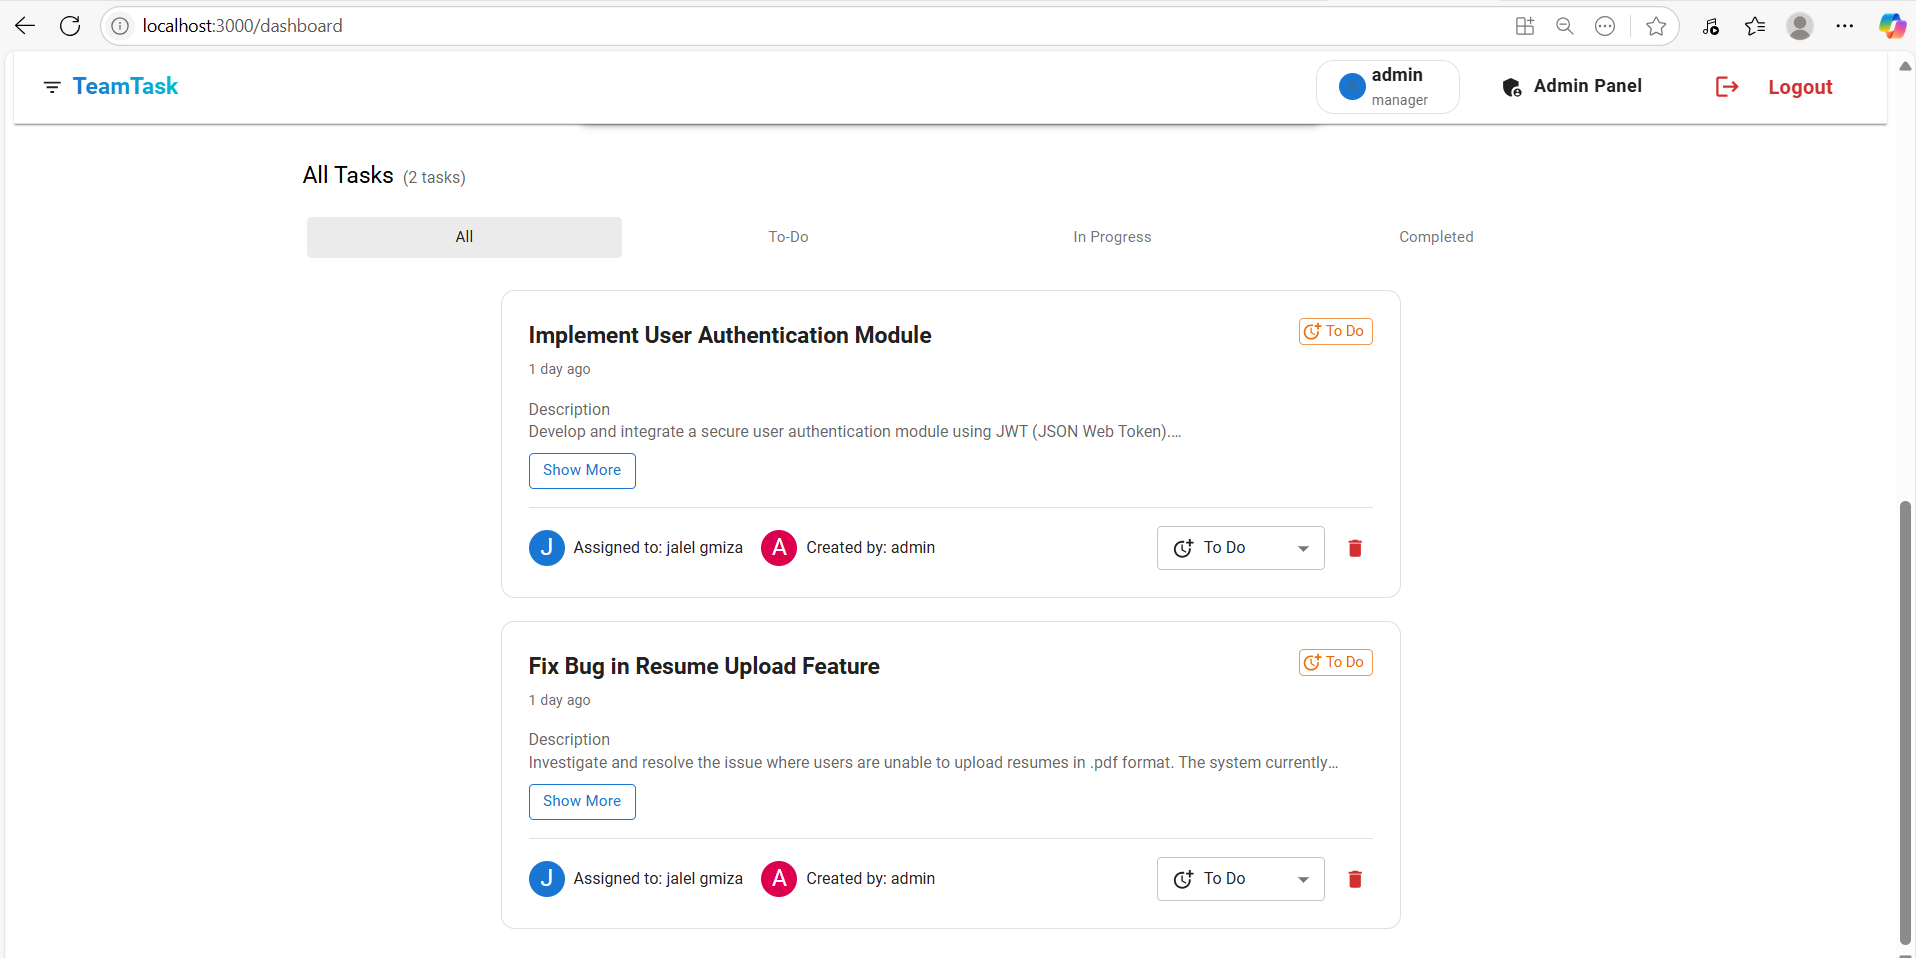 localhost:3000/dashboard
TeamTask
admin
manager
Admin Panel
Logout
All Tasks (2 tasks)
All To-Do In Progress Completed
Implement User Authentication Module
To Do
1 day ago
Description
Develop and integrate a secure user authentication module using JWT (JSON Web Token)....
Show More
J Assigned to: jalel gmiza A Created by: admin To Do
Fix Bug in Resume Upload Feature
To Do
1 day ago
Description
Investigate and resolve the issue where users are unable to upload resumes in .pdf format. The system currently...
Show More
J Assigned to: jalel gmiza A Created by: admin To Do